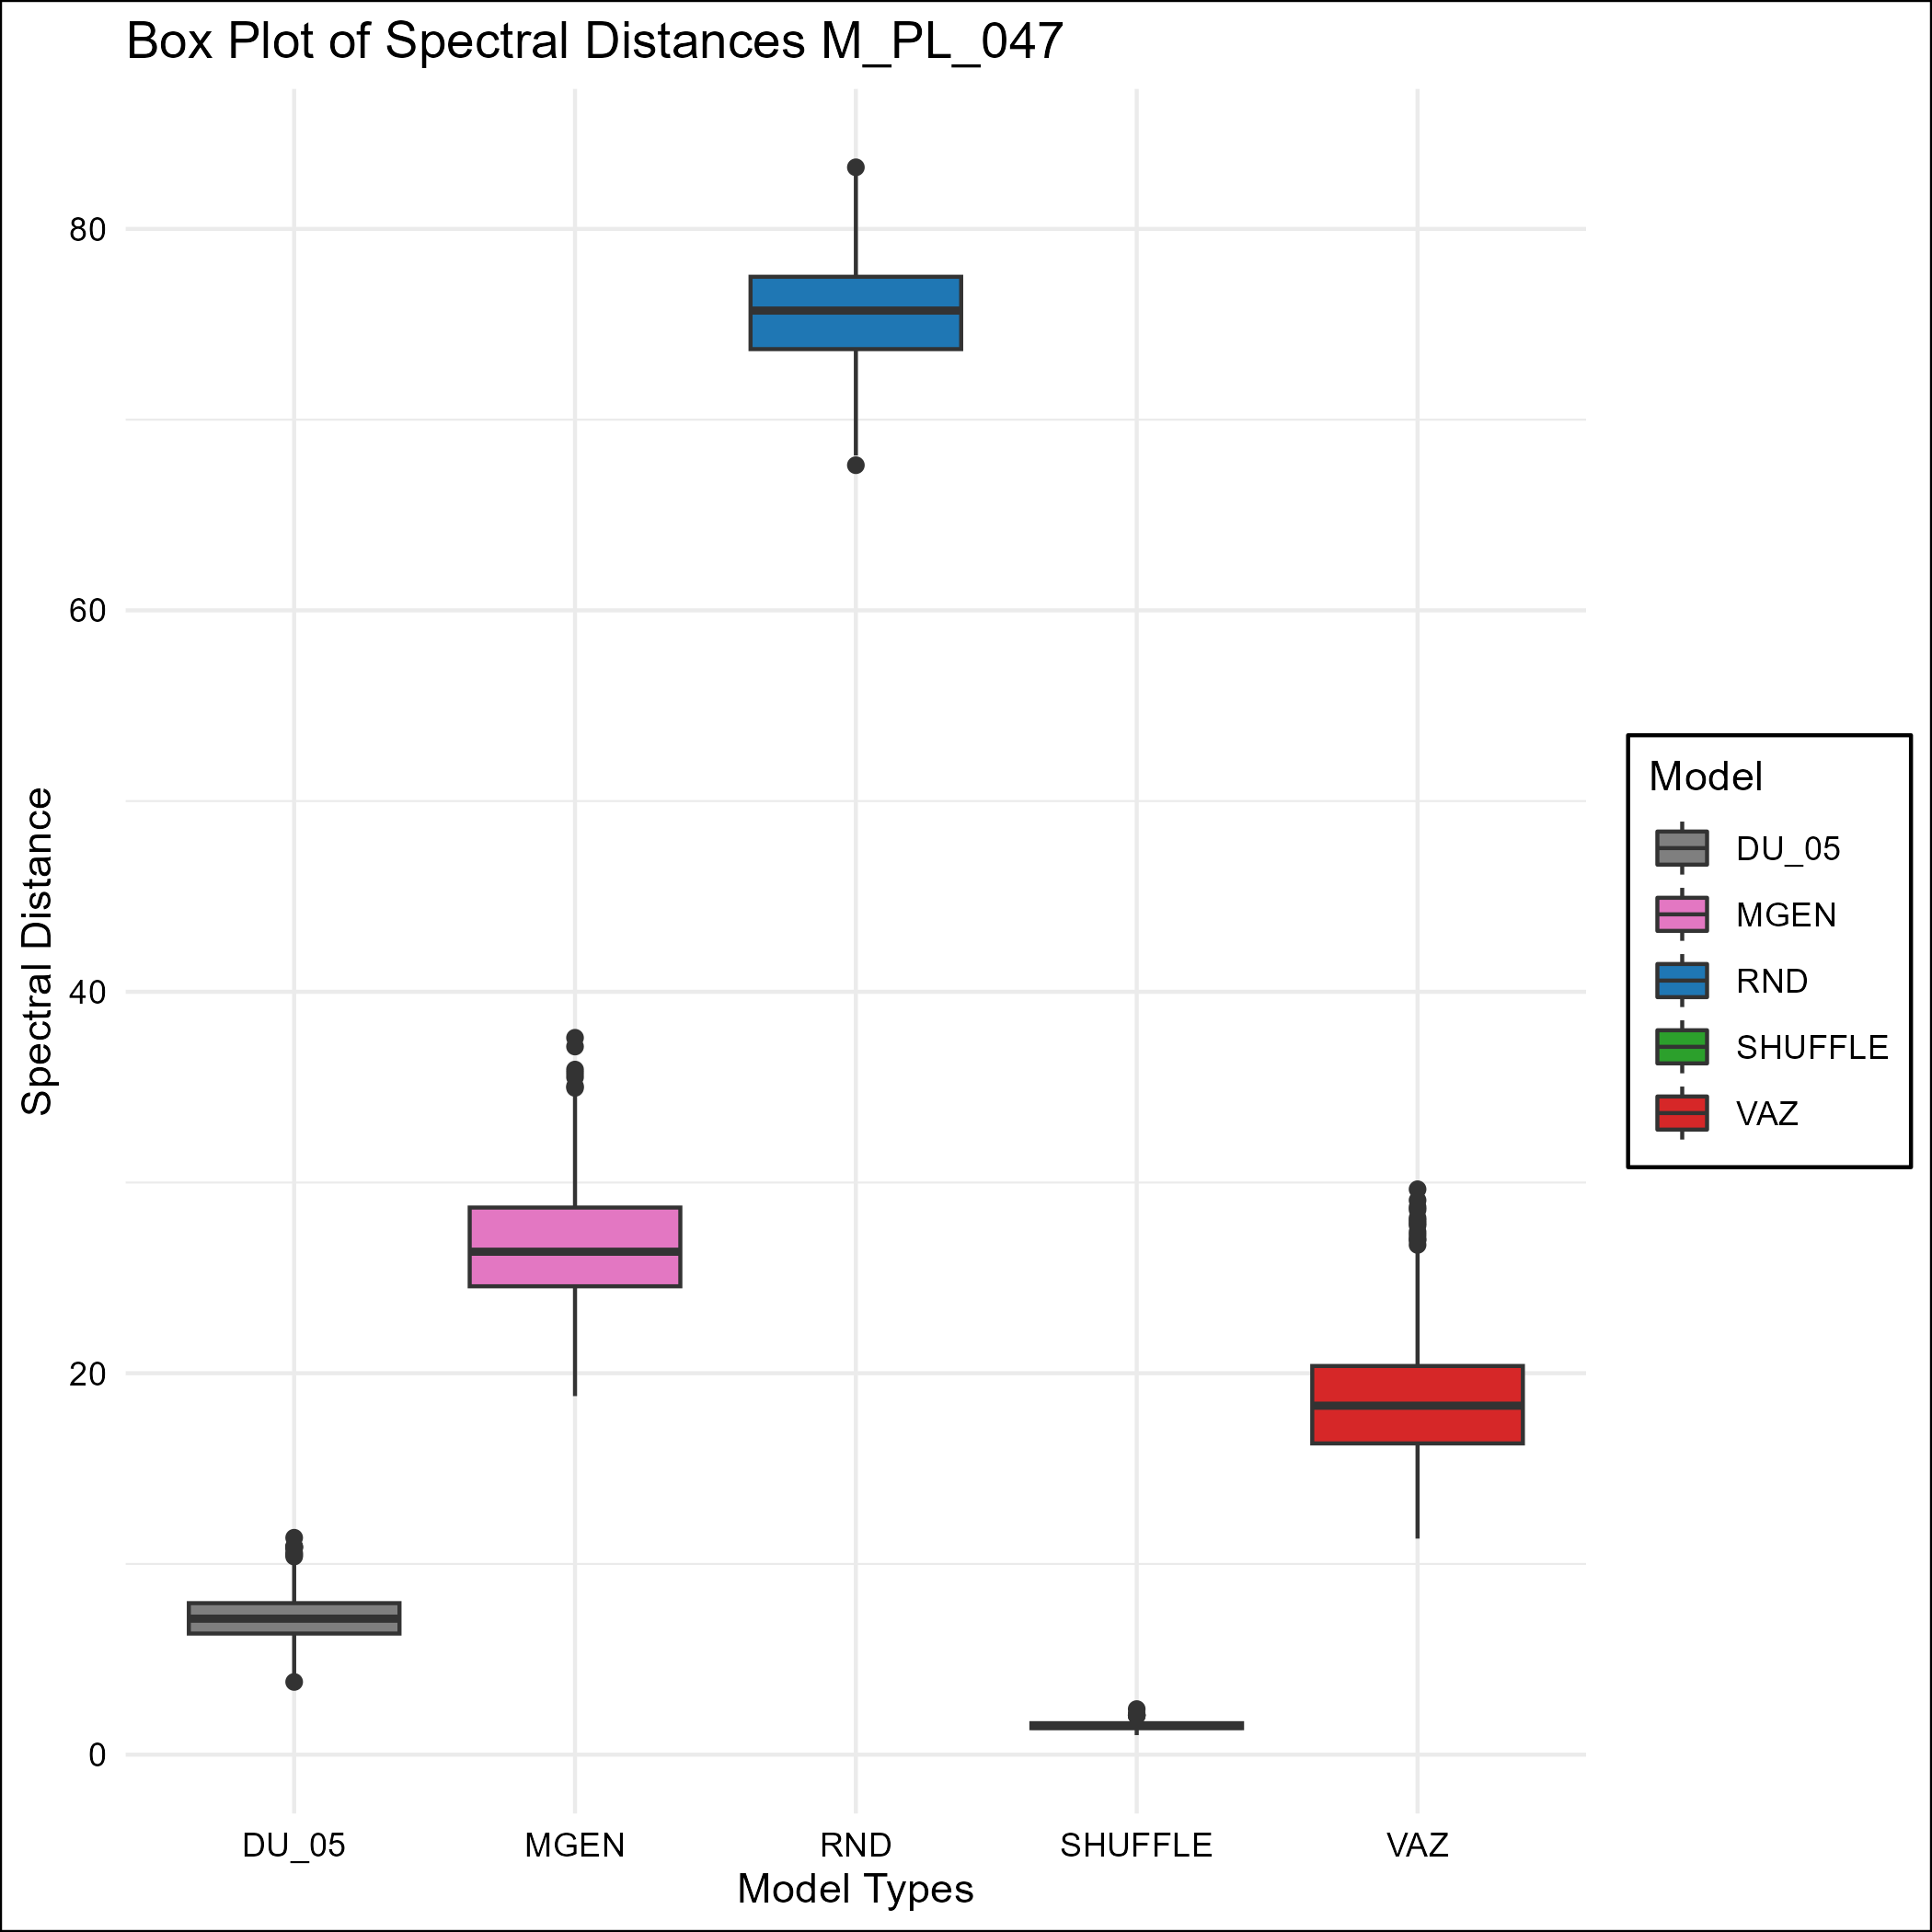 Box Plot of Spectral Distances M_PL_047
80
60
40
20
0
Spectral Distance
DU_05
MGEN
RND
SHUFFLE
VAZ
Model Types
Model
DU_05
MGEN
RND
SHUFFLE
VAZ